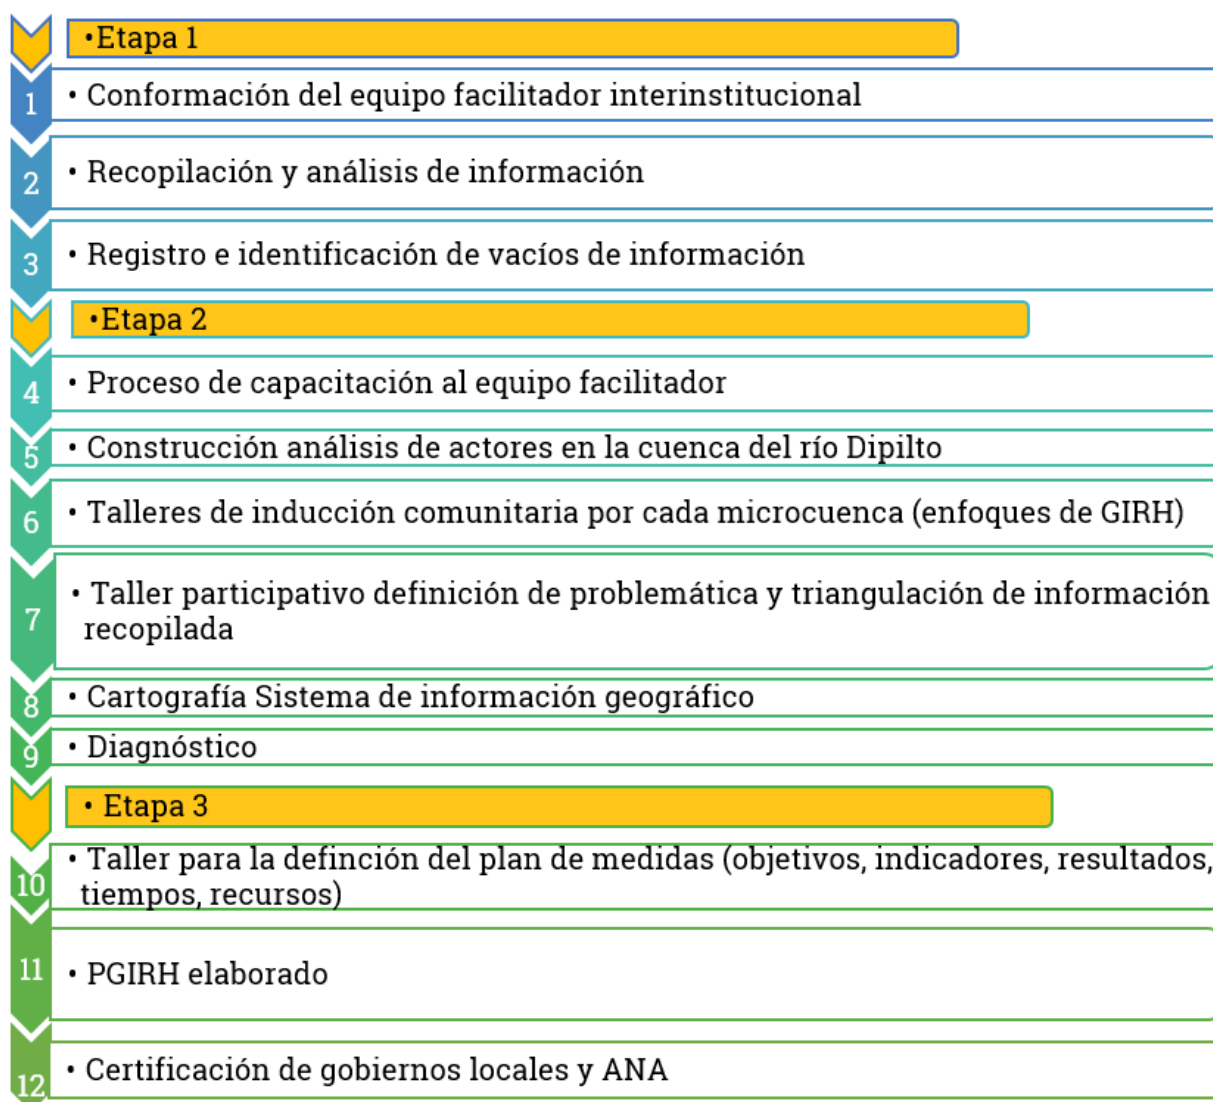 •Etapa 1
1 • Conformación del equipo facilitador interinstitucional
2 • Recopilación y análisis de información
3 • Registro e identificación de vacíos de información
•Etapa 2
4 • Proceso de capacitación al equipo facilitador
5 • Construcción análisis de actores en la cuenca del río Dipilto
6 • Talleres de inducción comunitaria por cada microcuenca (enfoques de GIRH)
7 • Taller participativo definición de problemática y triangulación de información
recopilada
8 • Cartografía Sistema de información geográfico
9 • Diagnóstico
• Etapa 3
10 • Taller para la definción del plan de medidas (objetivos, indicadores, resultados,
tiempos, recursos)
11 • PGIRH elaborado
12 • Certificación de gobiernos locales y ANA